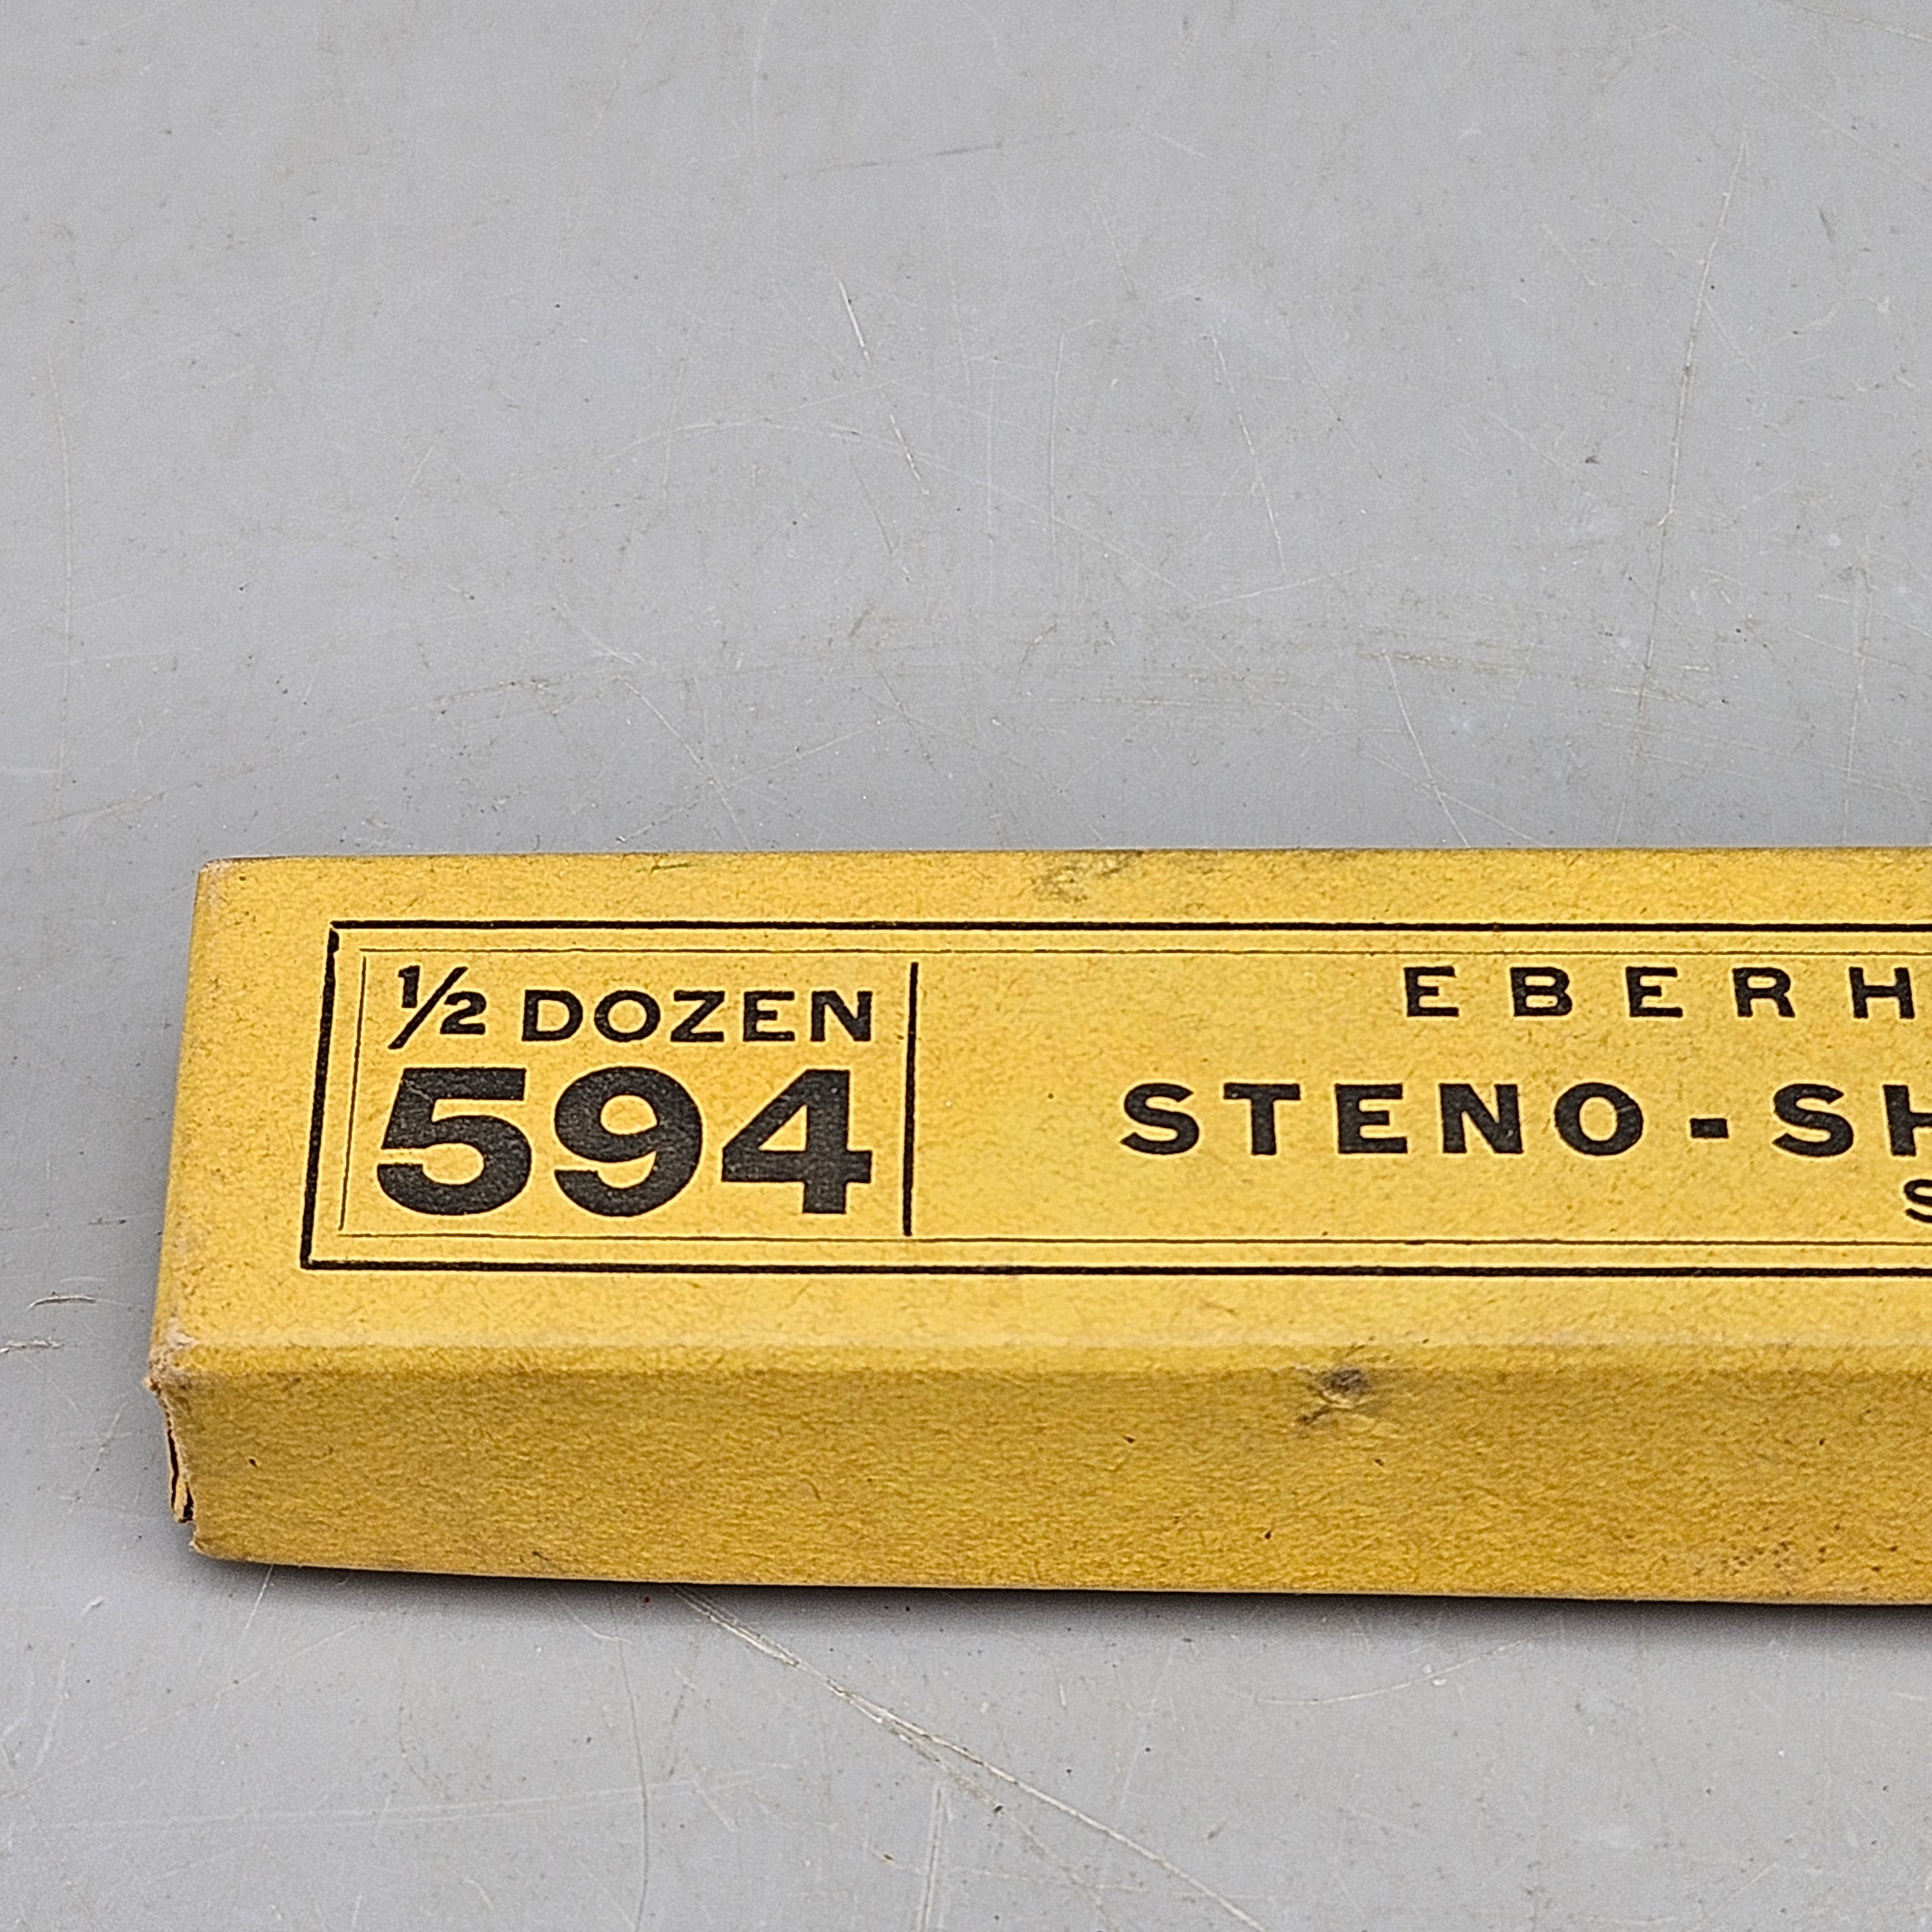 ½ DOZEN
594
EBERH
STENO-SH
S